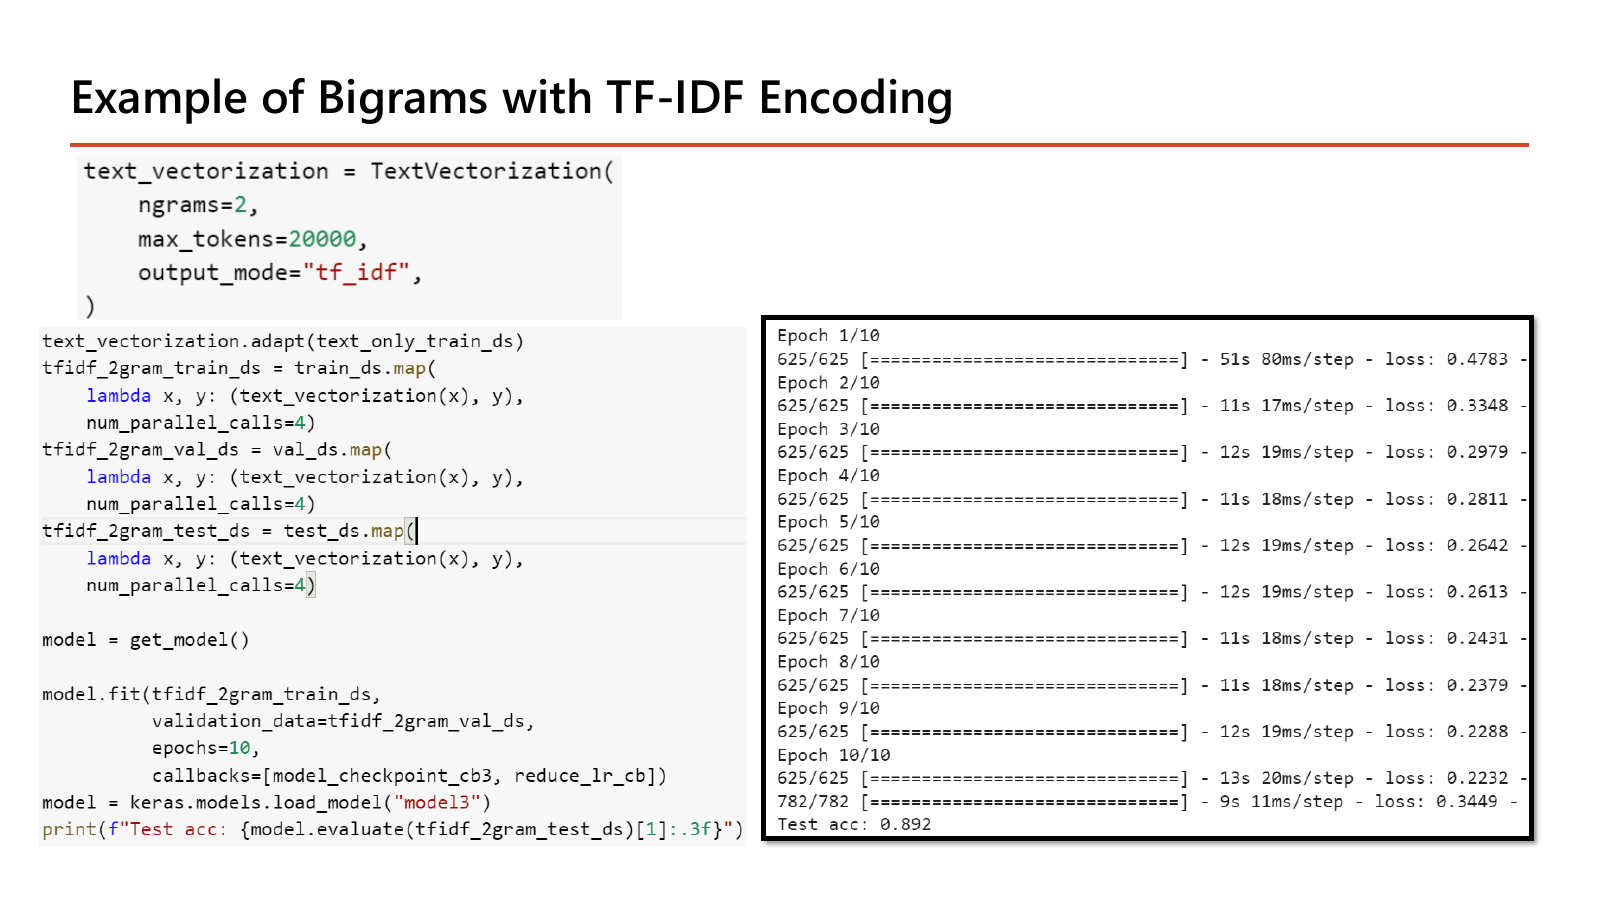 Example of Bigrams with TF-IDF Encoding
text_vectorization = TextVectorization(
    ngrams=2,
    max_tokens=20000,
    output_mode="tf_idf",
)
text_vectorization.adapt(text_only_train_ds)
tfidf_2gram_train_ds = train_ds.map(
    lambda x, y: (text_vectorization(x), y),
    num_parallel_calls=4)
tfidf_2gram_val_ds = val_ds.map(
    lambda x, y: (text_vectorization(x), y),
    num_parallel_calls=4)
tfidf_2gram_test_ds = test_ds.map(
    lambda x, y: (text_vectorization(x), y),
    num_parallel_calls=4)
model = get_model()
model.fit(tfidf_2gram_train_ds,
          validation_data=tfidf_2gram_val_ds,
          epochs=10,
          callbacks=[model_checkpoint_cb3, reduce_lr_cb])
model = keras.models.load_model("model3")
print(f"Test acc: {model.evaluate(tfidf_2gram_test_ds)[1]:.3f}")
Epoch 1/10
625/625 [==============================] - 51s 80ms/step - loss: 0.4783 -
Epoch 2/10
625/625 [==============================] - 11s 17ms/step - loss: 0.3348 -
Epoch 3/10
625/625 [==============================] - 12s 19ms/step - loss: 0.2979 -
Epoch 4/10
625/625 [==============================] - 11s 18ms/step - loss: 0.2811 -
Epoch 5/10
625/625 [==============================] - 12s 19ms/step - loss: 0.2642 -
Epoch 6/10
625/625 [==============================] - 12s 19ms/step - loss: 0.2613 -
Epoch 7/10
625/625 [==============================] - 11s 18ms/step - loss: 0.2431 -
Epoch 8/10
625/625 [==============================] - 11s 18ms/step - loss: 0.2379 -
Epoch 9/10
625/625 [==============================] - 12s 19ms/step - loss: 0.2288 -
Epoch 10/10
625/625 [==============================] - 13s 20ms/step - loss: 0.2232 -
782/782 [==============================] - 9s 11ms/step - loss: 0.3449 -
Test acc: 0.892